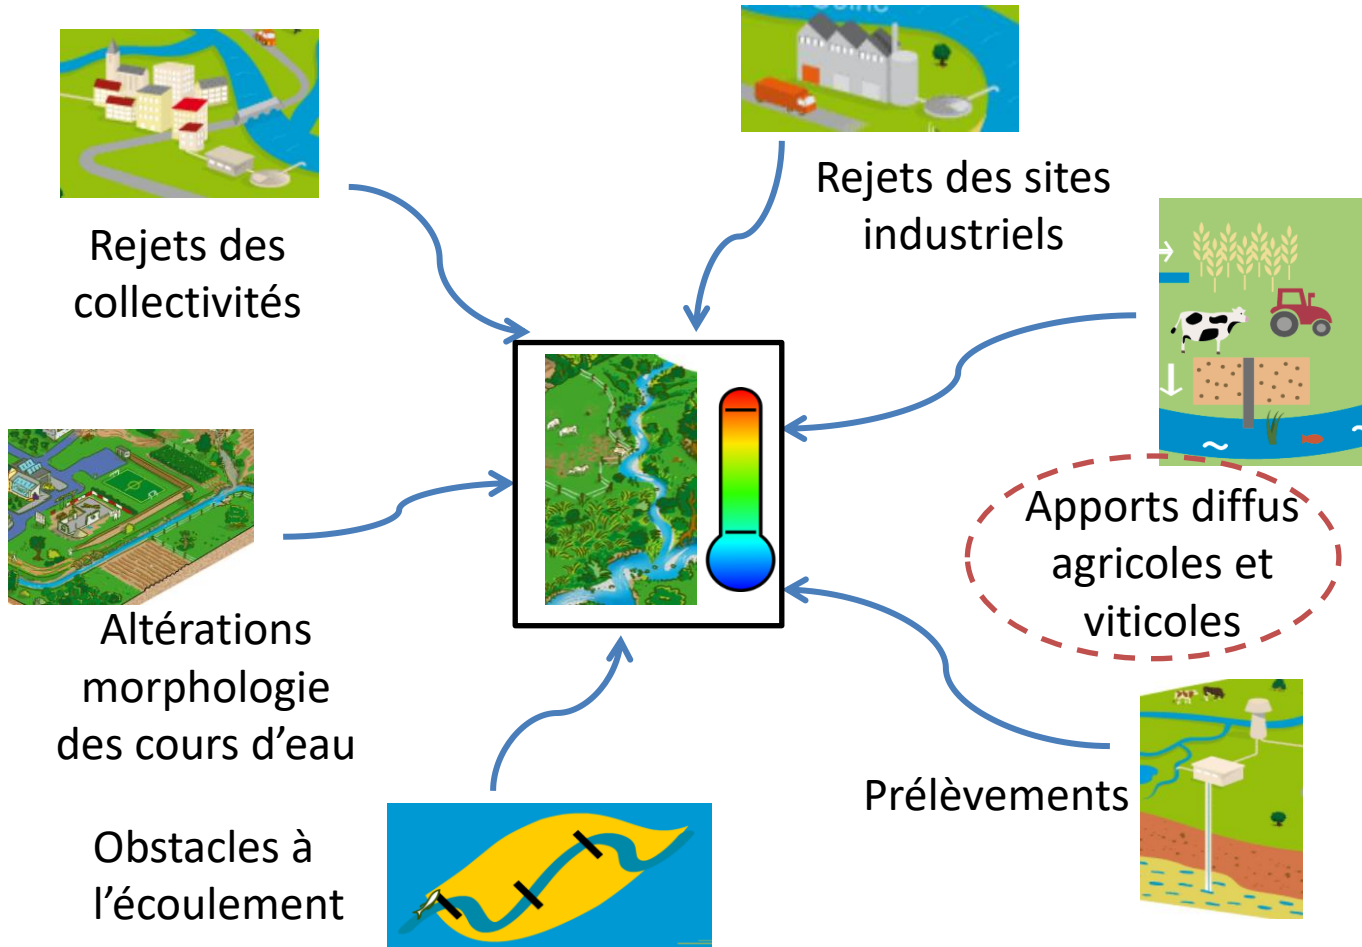 Rejets des
collectivités
Rejets des sites
industriels
Apports diffus
agricoles et
viticoles
Altérations
morphologie
des cours d’eau
Prélèvements
Obstacles à
l’écoulement